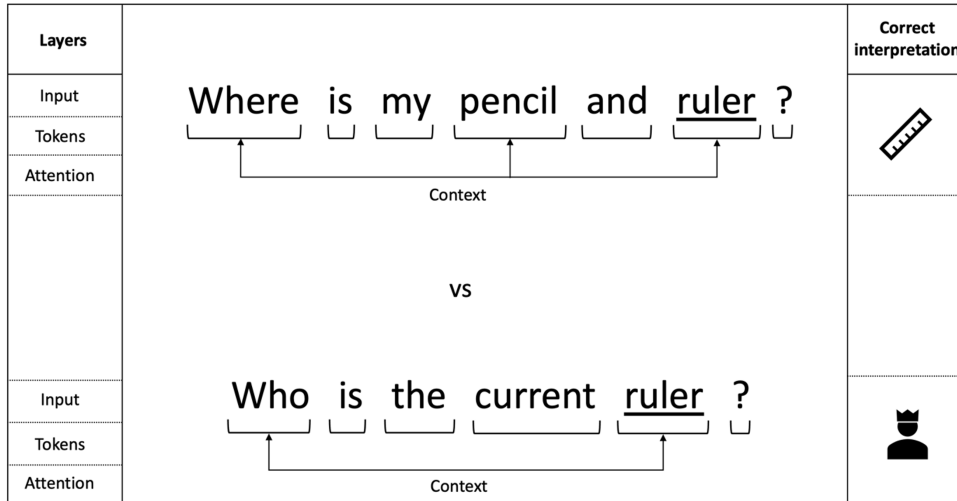 Layers
Correct
interpretation
Input
Where is my pencil and ruler ?
Tokens
Attention
Context
vs
Input
Who is the current ruler ?
Tokens
Attention
Context